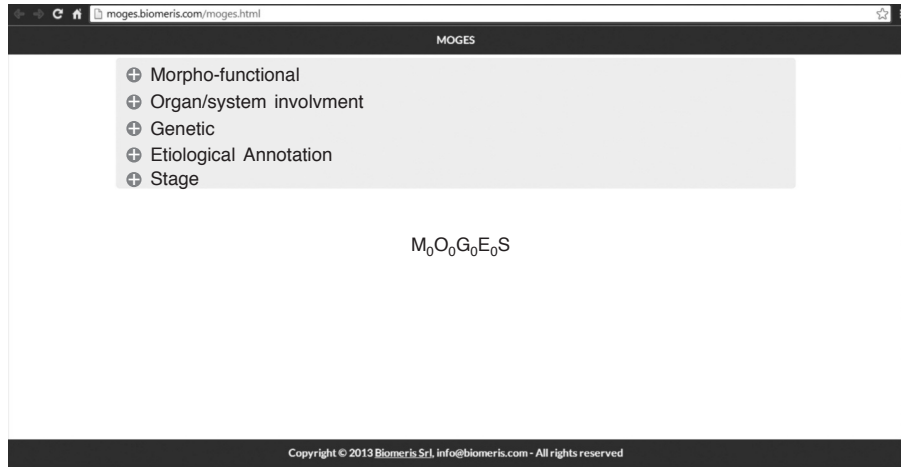 moges.biomeris.com/moges.html
MOGES
Morpho-functional
Organ/system involvment
Genetic
Etiological Annotation
Stage
M₀O₀G₀E₀S
Copyright © 2013 Biomeris Srl, info@biomeris.com - All rights reserved